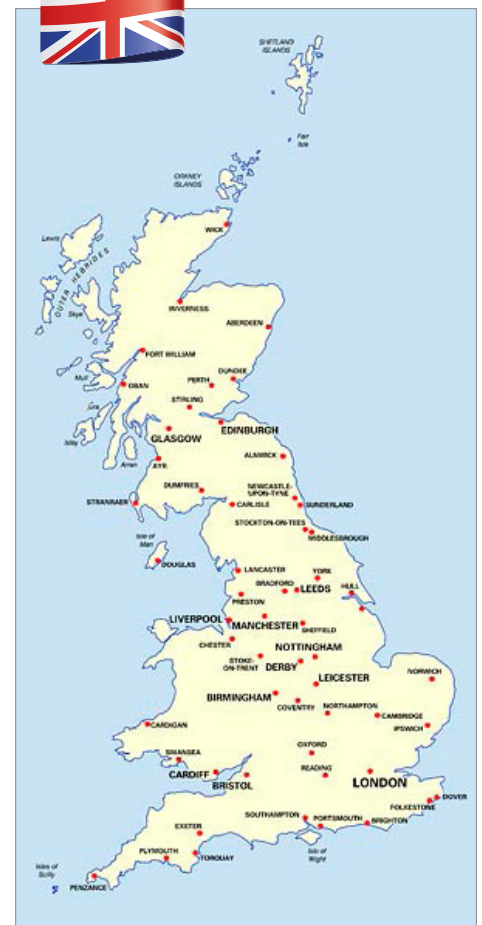 SHETLAND
ISLANDS
Fair
Isle
ORKNEY
ISLANDS
WICK
Lewis
OUTER HEBRIDES
Skye
INVERNESS
ABERDEEN
FORT WILLIAM
Mull
OBAN
DUNDEE
PERTH
STIRLING
Jura
Islay
GLASGOW
EDINBURGH
Arran
AYR
ALNWICK
DUMFRIES
NEWCASTLE-
UPON-TYNE
STRANRAER
CARLISLE
SUNDERLAND
STOCKTON-ON-TEES
MIDDLESBROUGH
Isle of
Man
DOUGLAS
LANCASTER
YORK
BRADFORD
LEEDS
HULL
PRESTON
LIVERPOOL
MANCHESTER
SHEFFIELD
CHESTER
NOTTINGHAM
STOKE-
ON-TRENT
DERBY
NORWICH
LEICESTER
BIRMINGHAM
COVENTRY
NORTHAMPTON
CAMBRIDGE
IPSWICH
CARDIGAN
OXFORD
SWANSEA
CARDIFF
READING
BRISTOL
LONDON
DOVER
FOLKESTONE
SOUTHAMPTON
PORTSMOUTH
BRIGHTON
EXETER
Isle of
Wight
PLYMOUTH
TORQUAY
Isles of
Scilly
PENZANCE